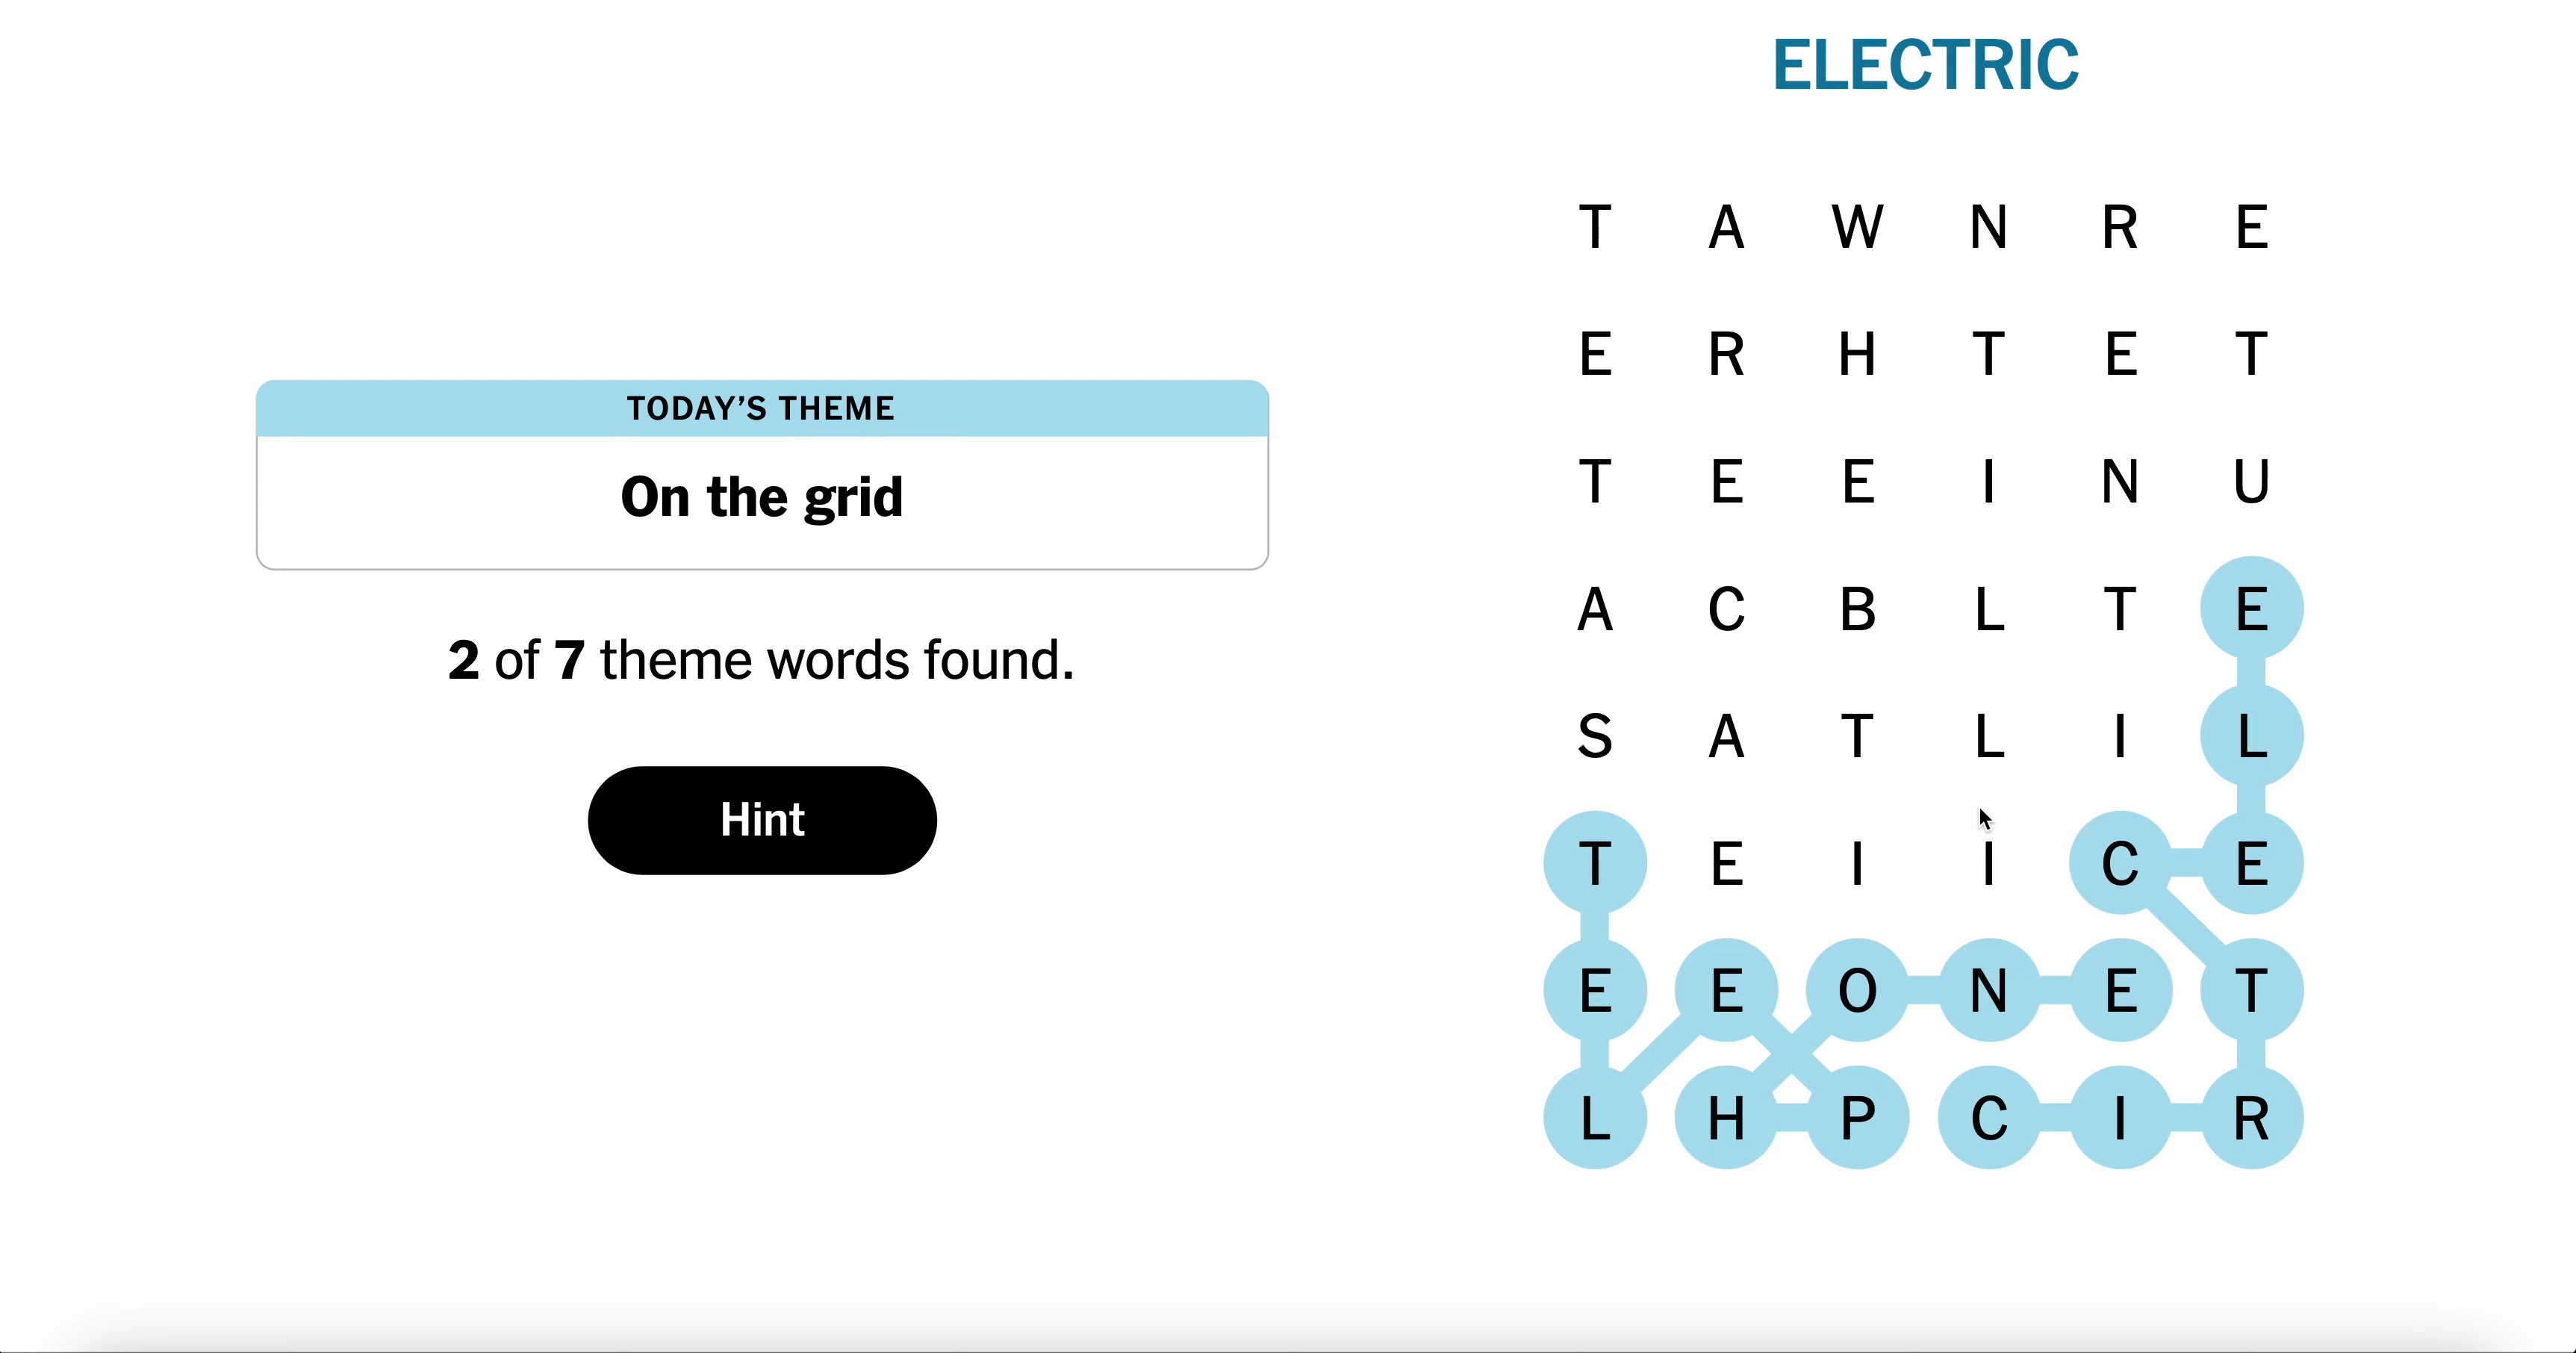 ELECTRIC
T A W N R E
E R H T E T
T E E I N U
A C B L T E
S A T L I L
T E I I C E
E E O N E T
L H P C I R
TODAY’S THEME
On the grid
2 of 7 theme words found.
Hint